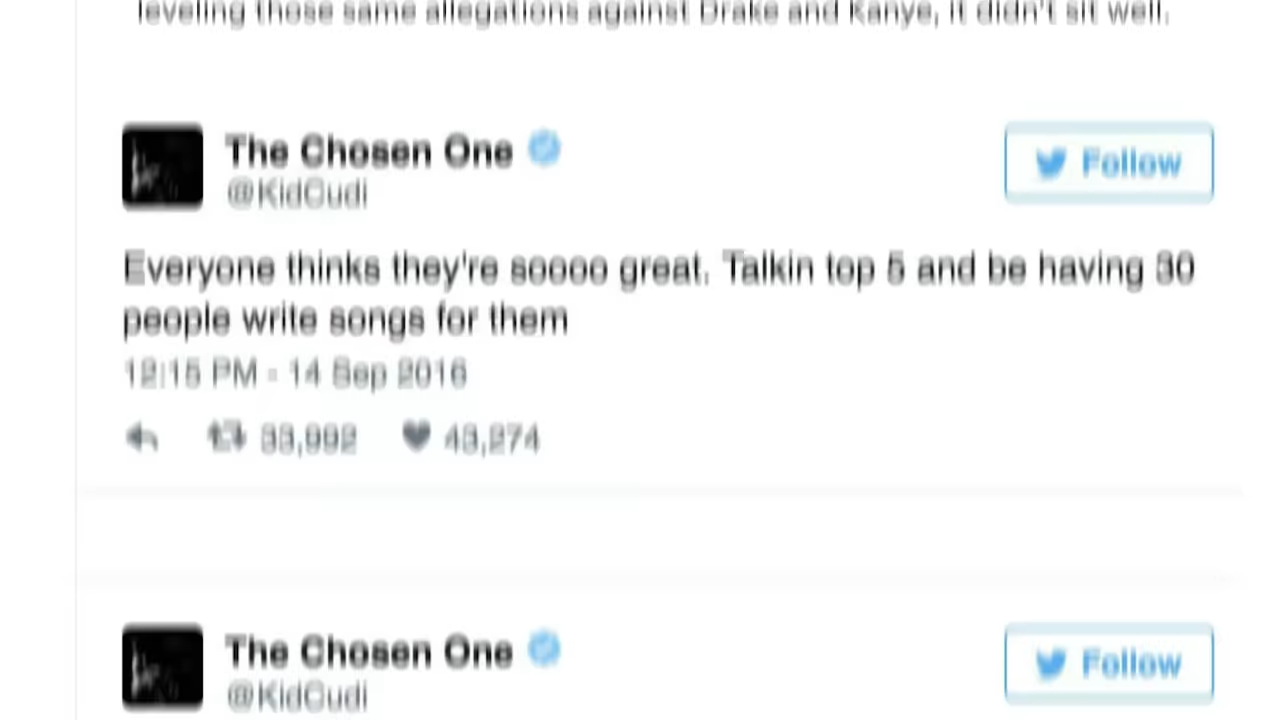 leveling those same allegations against Drake and Kanye, it didn't sit well.
The Chosen One
@KidCudi
Follow
Everyone thinks they're soooo great. Talkin top 5 and be having 30
people write songs for them
12:15 PM - 14 Sep 2016
33,992 43,274
The Chosen One
@KidCudi
Follow